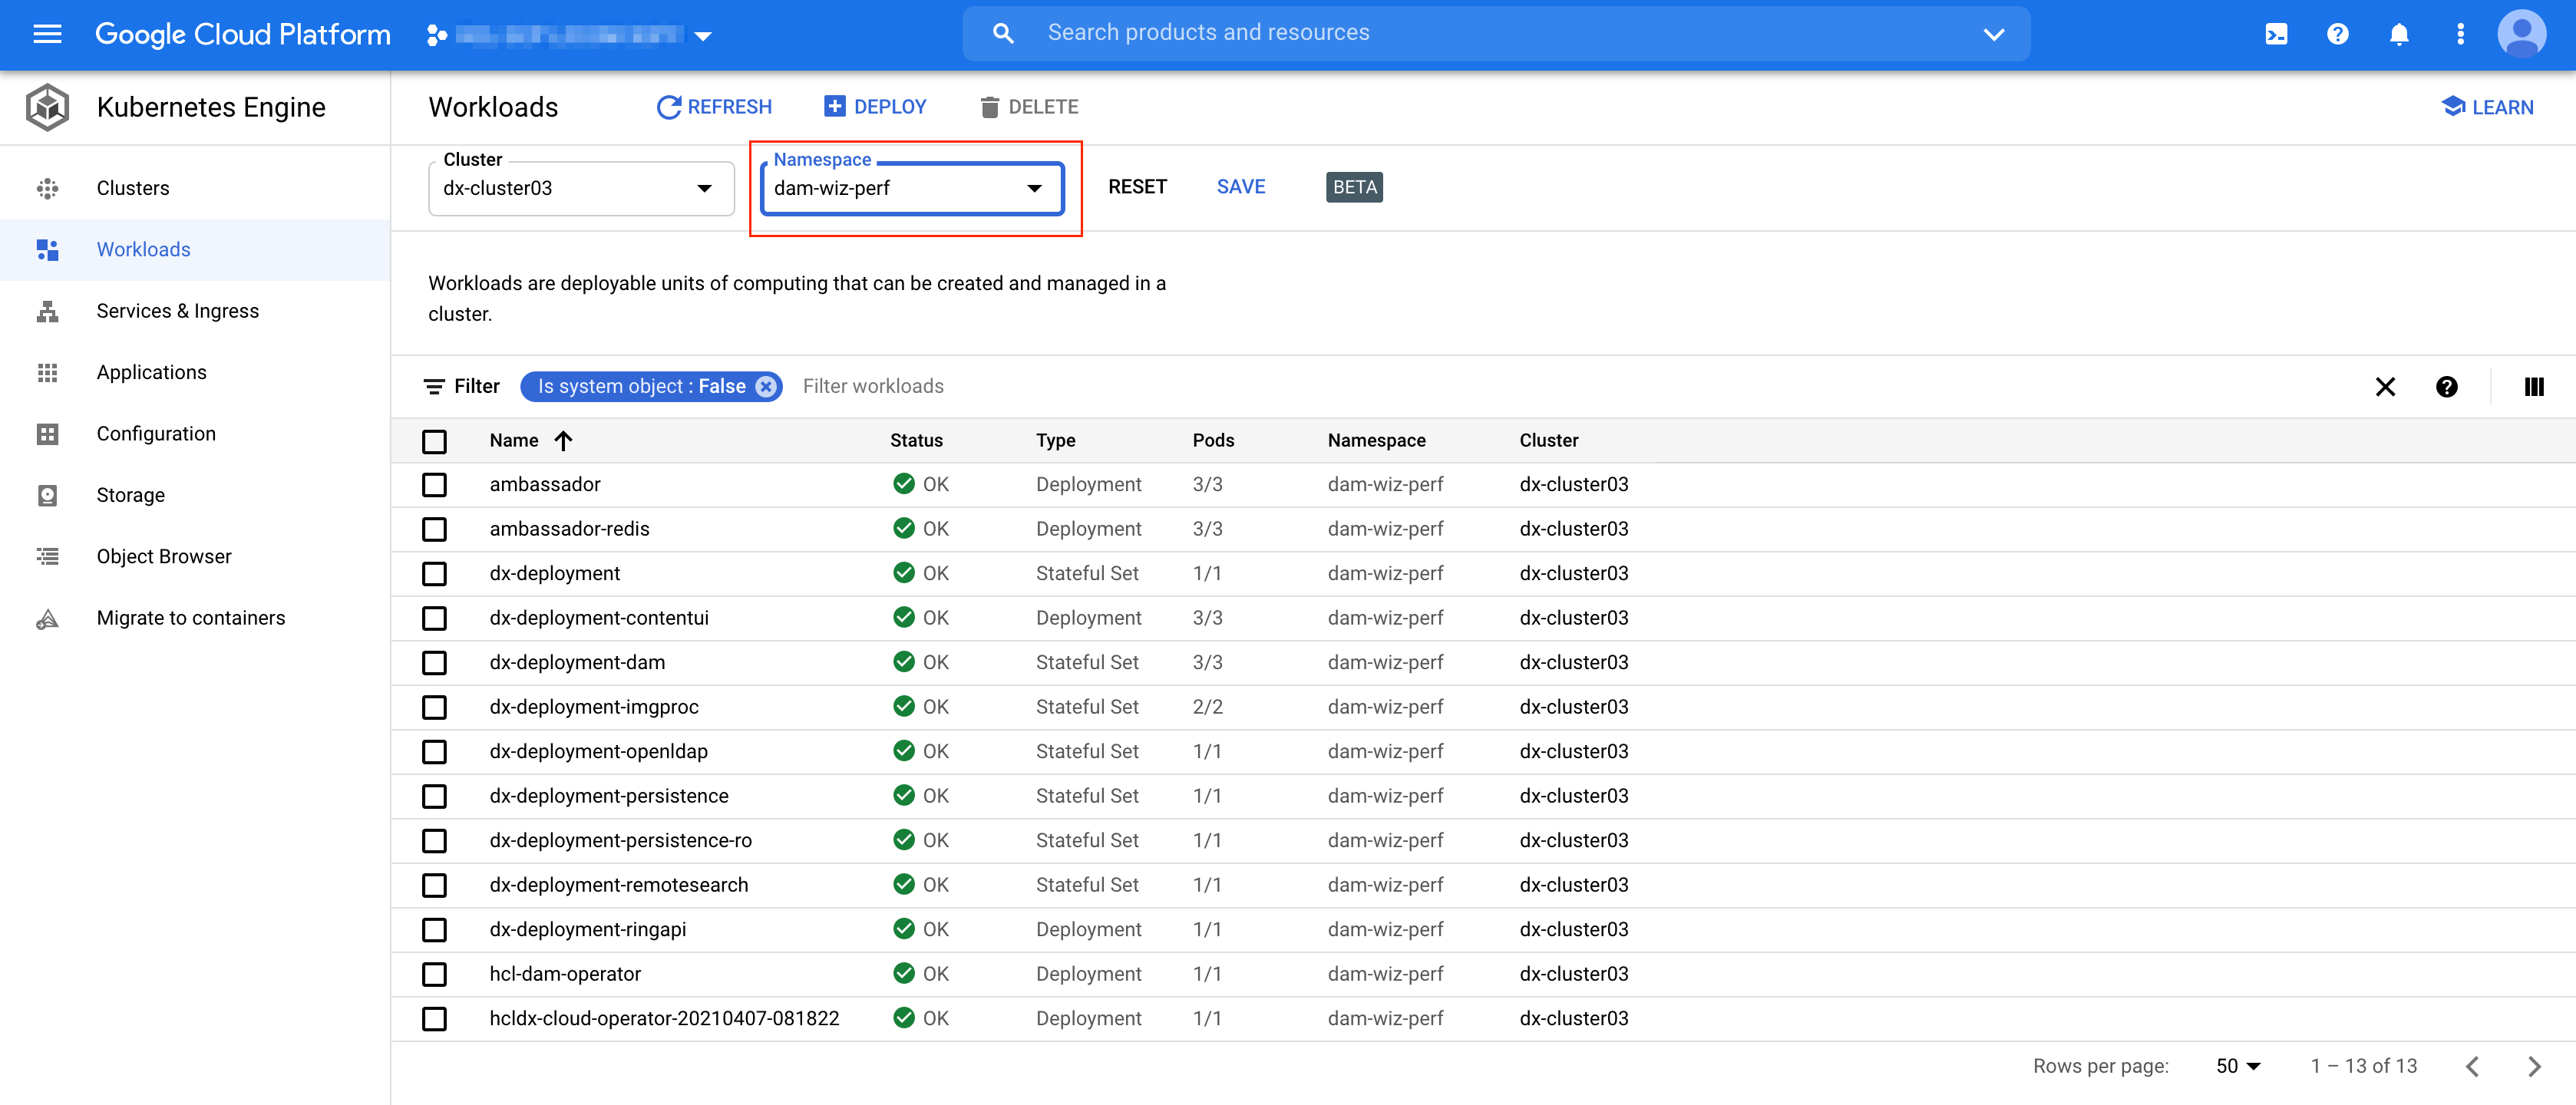 Google Cloud Platform
Search products and resources
Kubernetes Engine
Workloads
REFRESH
DEPLOY
DELETE
LEARN
Clusters
Workloads
Services & Ingress
Applications
Configuration
Storage
Object Browser
Migrate to containers
Cluster
dx-cluster03
Namespace
dam-wiz-perf
RESET
SAVE
BETA
Workloads are deployable units of computing that can be created and managed in a
cluster.
Filter
Is system object : False
Filter workloads
Name Status Type Pods Namespace Cluster
ambassador OK Deployment 3/3 dam-wiz-perf dx-cluster03
ambassador-redis OK Deployment 3/3 dam-wiz-perf dx-cluster03
dx-deployment OK Stateful Set 1/1 dam-wiz-perf dx-cluster03
dx-deployment-contentui OK Deployment 3/3 dam-wiz-perf dx-cluster03
dx-deployment-dam OK Stateful Set 3/3 dam-wiz-perf dx-cluster03
dx-deployment-imgproc OK Stateful Set 2/2 dam-wiz-perf dx-cluster03
dx-deployment-openldap OK Stateful Set 1/1 dam-wiz-perf dx-cluster03
dx-deployment-persistence OK Stateful Set 1/1 dam-wiz-perf dx-cluster03
dx-deployment-persistence-ro OK Stateful Set 1/1 dam-wiz-perf dx-cluster03
dx-deployment-remotesearch OK Stateful Set 1/1 dam-wiz-perf dx-cluster03
dx-deployment-ringapi OK Deployment 1/1 dam-wiz-perf dx-cluster03
hcl-dam-operator OK Deployment 1/1 dam-wiz-perf dx-cluster03
hcldx-cloud-operator-20210407-081822 OK Deployment 1/1 dam-wiz-perf dx-cluster03
Rows per page: 50 1 – 13 of 13